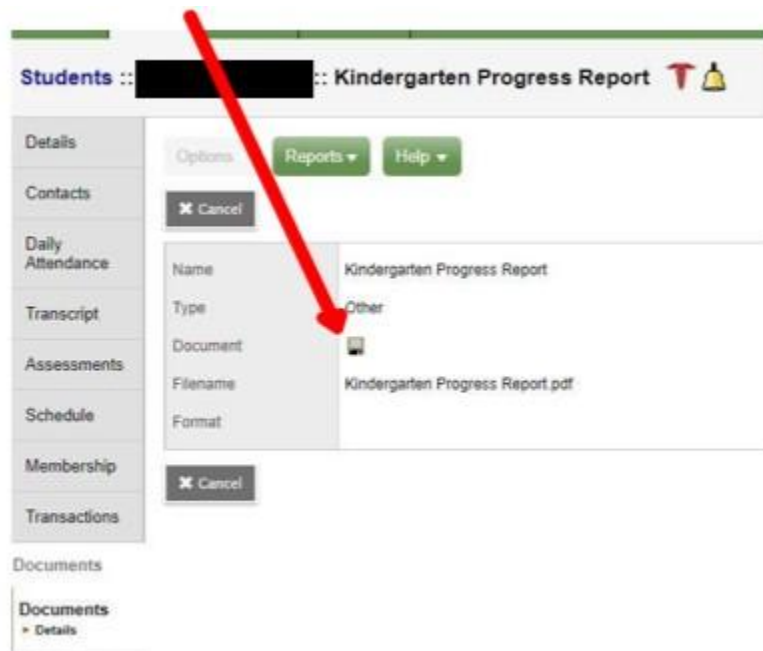 Students :: :: Kindergarten Progress Report
Details
Contacts
Daily
Attendance
Transcript
Assessments
Schedule
Membership
Transactions
Documents
Documents
Details
Options Reports Help
Cancel
Name Kindergarten Progress Report
Type Other
Document
Filename Kindergarten Progress Report.pdf
Format
Cancel